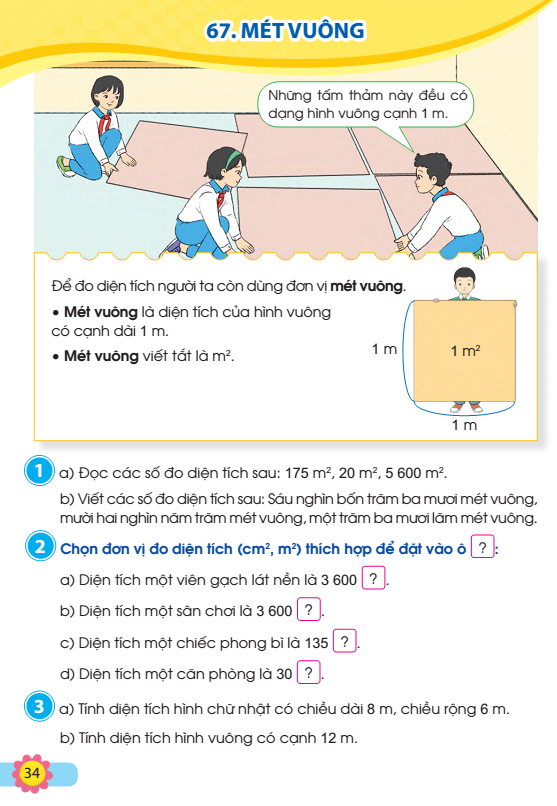 67. MÉT VUÔNG
Những tấm thảm này đều có
dạng hình vuông cạnh 1 m.
Để đo diện tích người ta còn dùng đơn vị mét vuông.
• Mét vuông là diện tích của hình vuông
có cạnh dài 1 m.
• Mét vuông viết tắt là m².
1 m
1 m²
1 m
1 a) Đọc các số đo diện tích sau: 175 m², 20 m², 5 600 m².
b) Viết các số đo diện tích sau: Sáu nghìn bốn trăm ba mươi mét vuông,
mười hai nghìn năm trăm mét vuông, một trăm ba mươi lăm mét vuông.
2 Chọn đơn vị đo diện tích (cm², m²) thích hợp để đặt vào ô ? :
a) Diện tích một viên gạch lát nền là 3 600 ? .
b) Diện tích một sân chơi là 3 600 ? .
c) Diện tích một chiếc phong bì là 135 ? .
d) Diện tích một căn phòng là 30 ? .
3 a) Tính diện tích hình chữ nhật có chiều dài 8 m, chiều rộng 6 m.
b) Tính diện tích hình vuông có cạnh 12 m.
34